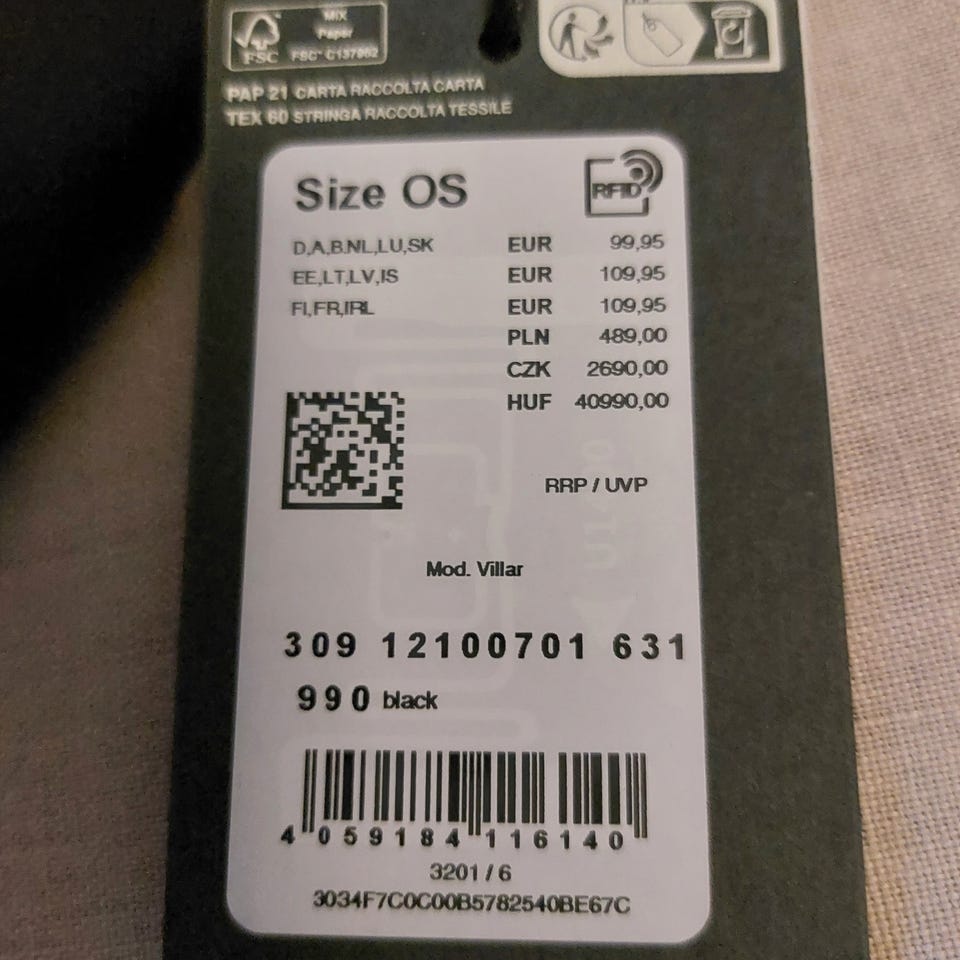 FSC
MIX
Paper
FSC™ C137982
PAP 21 CARTA RACCOLTA CARTA
TEX 60 STRINGA RACCOLTA TESSILE
Size OS
RFID
D,A,B.NL,LU,SK EUR 99,95
EE,LT,LV,IS EUR 109,95
FI,FR,IRL EUR 109,95
PLN 489,00
CZK 2690,00
HUF 40990,00
RRP / UVP
Mod. Villar
309 12100701 631
990 black
4 059184 116140
3201 / 6
3034F7C0C00B5782540BE67C